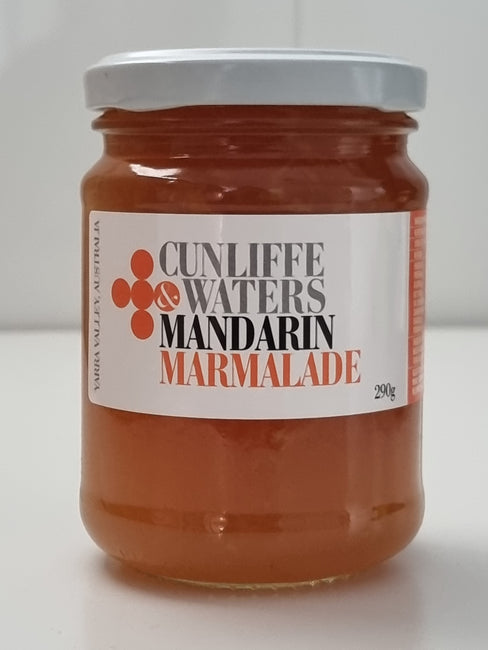 YARRA VALLEY, AUSTRALIA
CUNLIFFE
& WATERS
MANDARIN
MARMALADE
290g